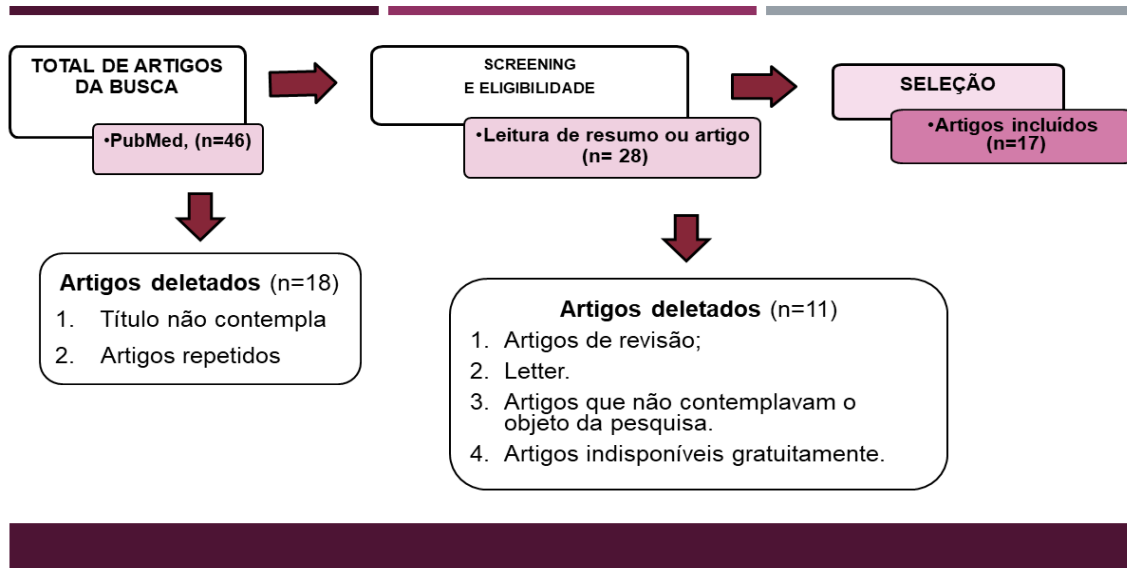 TOTAL DE ARTIGOS
DA BUSCA
•PubMed, (n=46)
SCREENING
E ELIGIBILIDADE
•Leitura de resumo ou artigo
(n= 28)
SELEÇÃO
•Artigos incluídos
(n=17)
Artigos deletados (n=18)
1. Título não contempla
2. Artigos repetidos
Artigos deletados (n=11)
1. Artigos de revisão;
2. Letter.
3. Artigos que não contemplavam o
objeto da pesquisa.
4. Artigos indisponíveis gratuitamente.